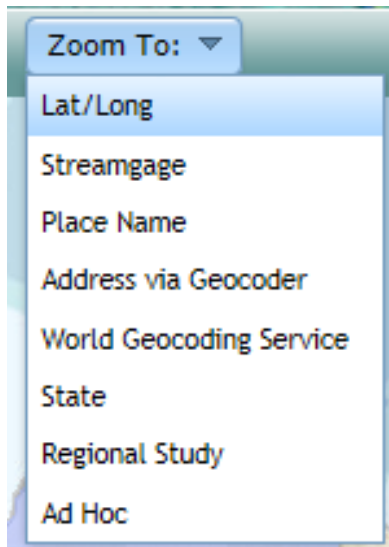 Zoom To:
Lat/Long
Streamgage
Place Name
Address via Geocoder
World Geocoding Service
State
Regional Study
Ad Hoc